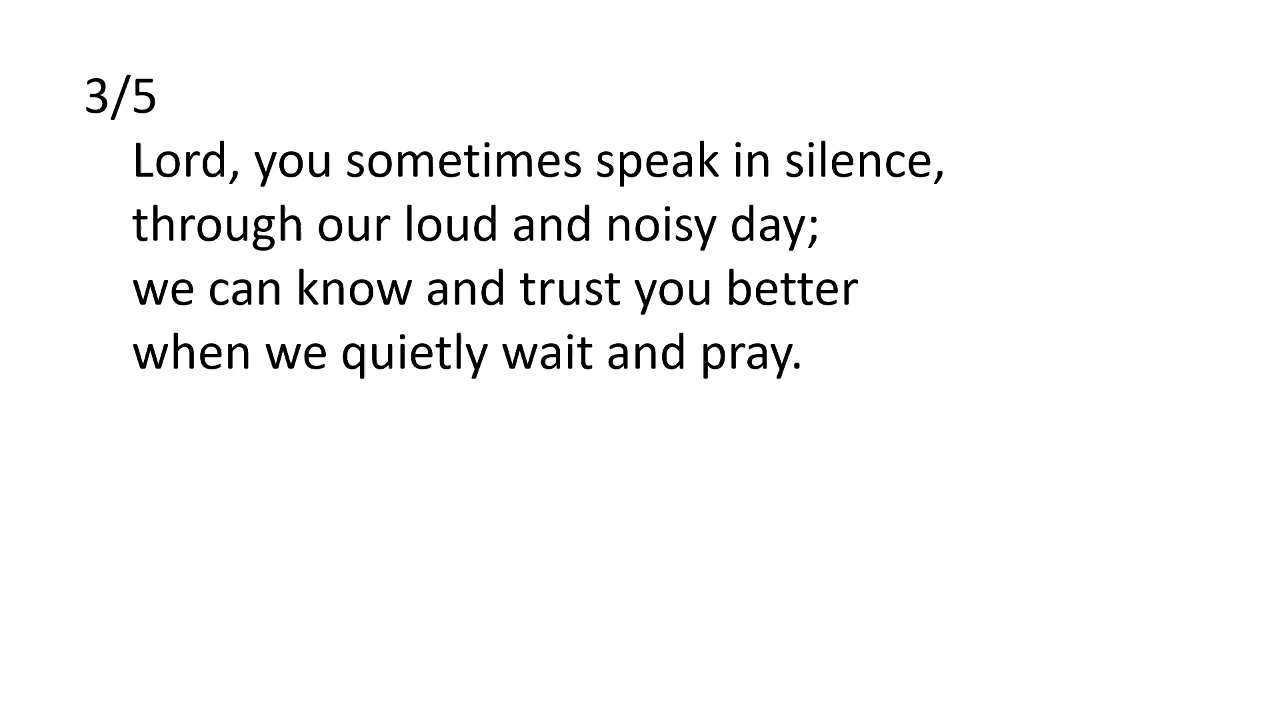 3/5
Lord, you sometimes speak in silence,
through our loud and noisy day;
we can know and trust you better
when we quietly wait and pray.